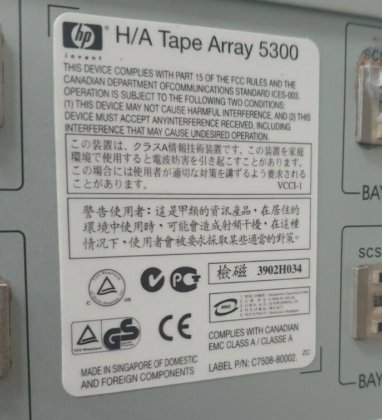 hp
invent
H/A Tape Array 5300
THIS DEVICE COMPLIES WITH PART 15 OF THE FCC RULES AND THE
CANADIAN DEPARTMENT OFCOMMUNICATIONS STANDARD ICES-003.
OPERATION IS SUBJECT TO THE FOLLOWING TWO CONDITIONS:
(1) THIS DEVICE MAY NOT CAUSE HARMFUL INTERFERENCE, AND (2) THIS
DEVICE MUST ACCEPT ANYINTERFERENCE RECEIVED, INCLUDING
INTERFERENCE THAT MAY CAUSE UNDESIRED OPERATION.
この装置は、クラスA情報技術装置です。この装置を家庭
環境で使用すると電波妨害を引き起こすことがあります。
この場合には使用者が適切な対策を講ずるよう要求される
ことがあります。
VCCI-1
警告使用者：這是甲類的資訊産品，在居住的
環境中使用時，可能會造成射頻干擾，在這種
情況下，使用者會被要求採取某些適當的對策。
C US
N PG 檢磁 3902H034
MIC
GS CE
COMPLIES WITH CANADIAN
EMC CLASS A / CLASSE A
MADE IN SINGAPORE OF DOMESTIC
AND FOREIGN COMPONENTS
LABEL P/N: C7508-80002. ZC
SCS
BAY
SCS
BAY